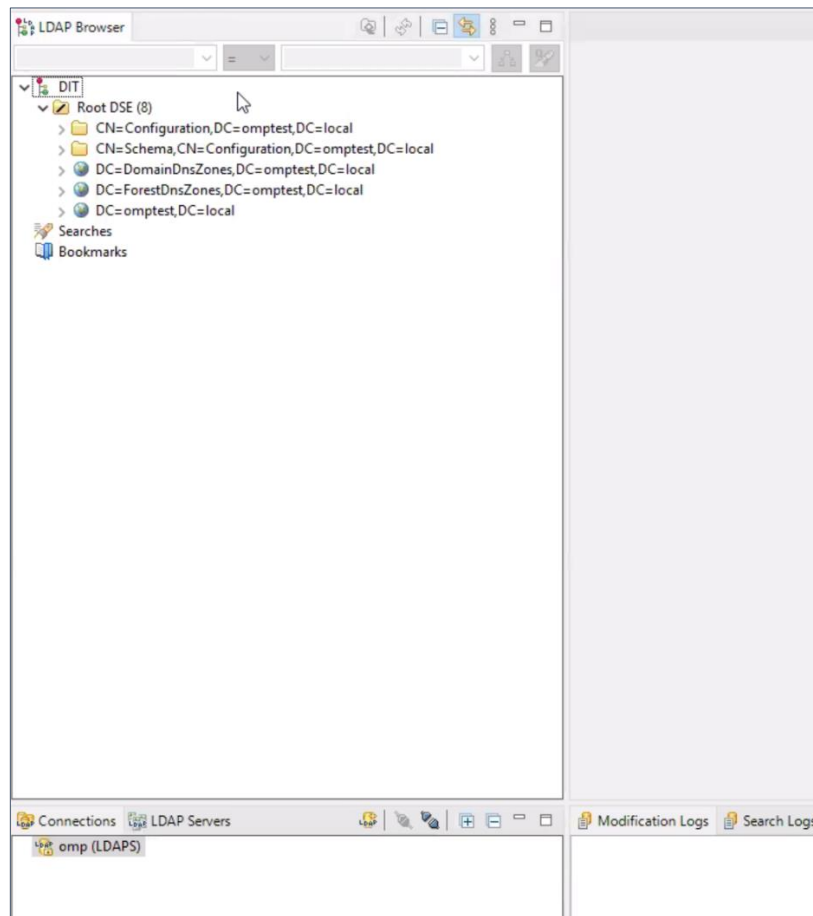 LDAP Browser
=
DIT
Root DSE (8)
CN=Configuration,DC=omptest,DC=local
CN=Schema,CN=Configuration,DC=omptest,DC=local
DC=DomainDnsZones,DC=omptest,DC=local
DC=ForestDnsZones,DC=omptest,DC=local
DC=omptest,DC=local
Searches
Bookmarks
Connections LDAP Servers
Modification Logs Search Logs
omp (LDAPS)